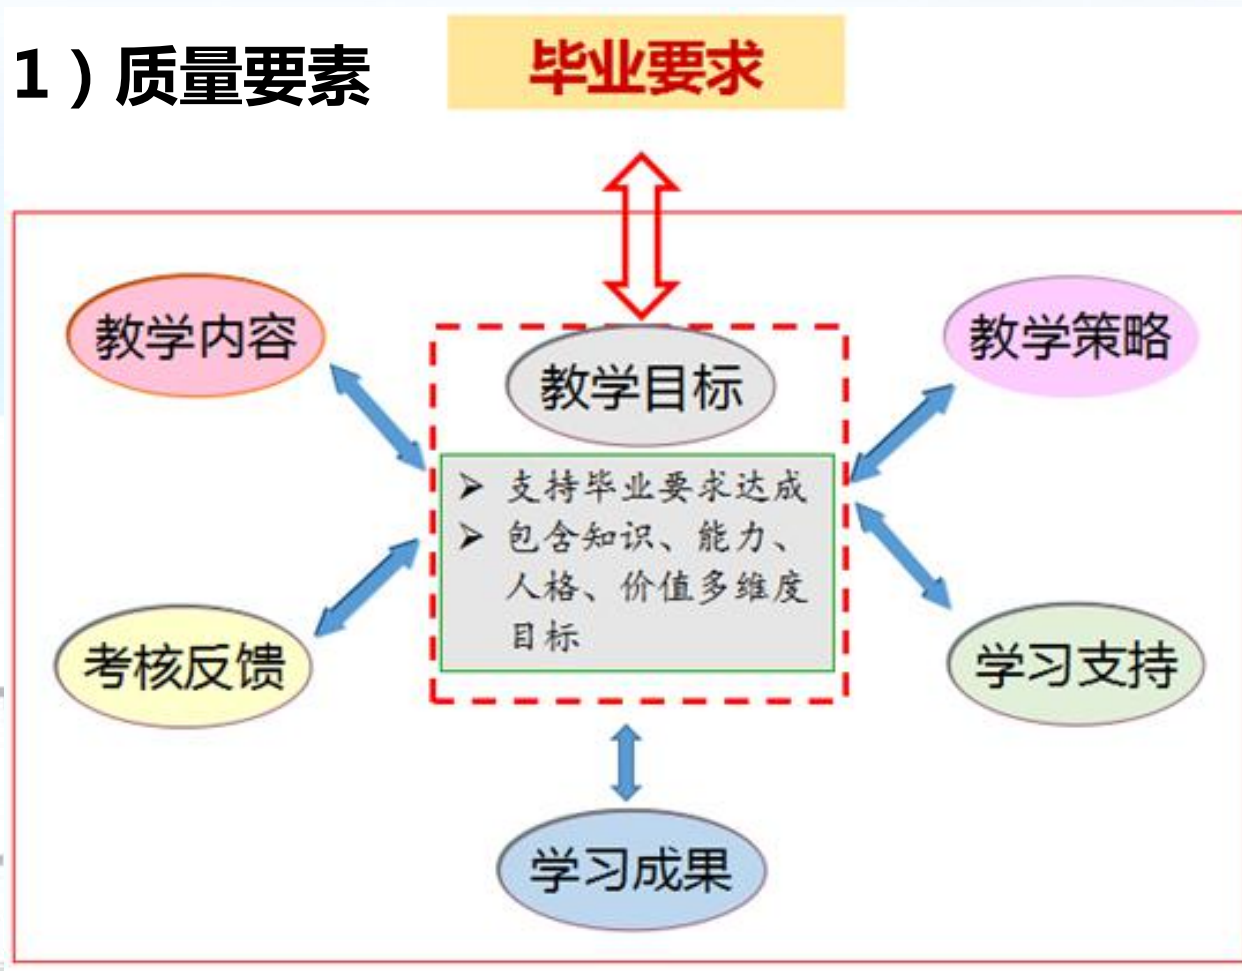 1）质量要素
毕业要求
教学内容
教学目标
教学策略
➢ 支持毕业要求达成
➢ 包含知识、能力、
人格、价值多维度
目标
考核反馈
学习支持
学习成果